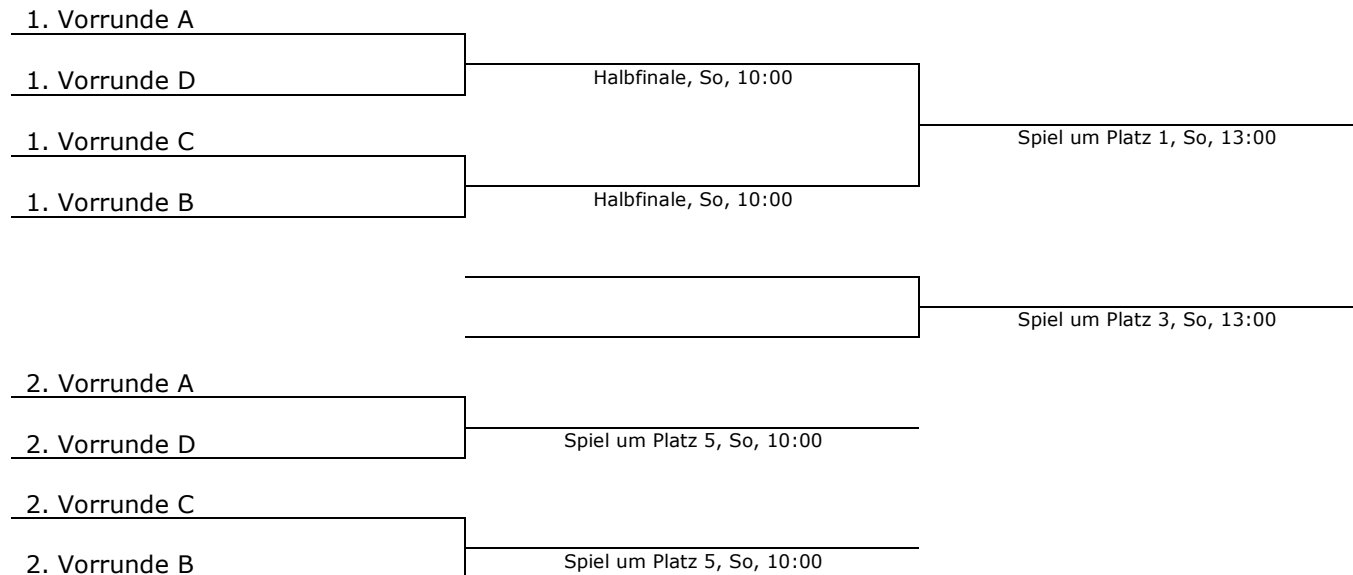 1. Vorrunde A
1. Vorrunde D
Halbfinale, So, 10:00
1. Vorrunde C
Spiel um Platz 1, So, 13:00
1. Vorrunde B
Halbfinale, So, 10:00
Spiel um Platz 3, So, 13:00
2. Vorrunde A
2. Vorrunde D
Spiel um Platz 5, So, 10:00
2. Vorrunde C
2. Vorrunde B
Spiel um Platz 5, So, 10:00